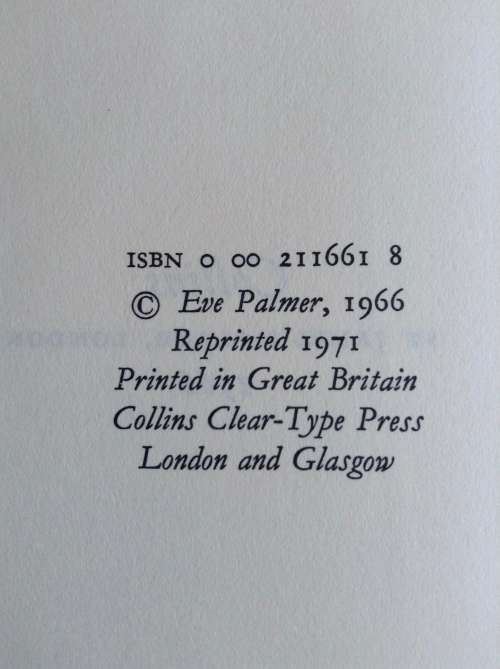 ISBN 0 00 211661 8
© Eve Palmer, 1966
Reprinted 1971
Printed in Great Britain
Collins Clear-Type Press
London and Glasgow